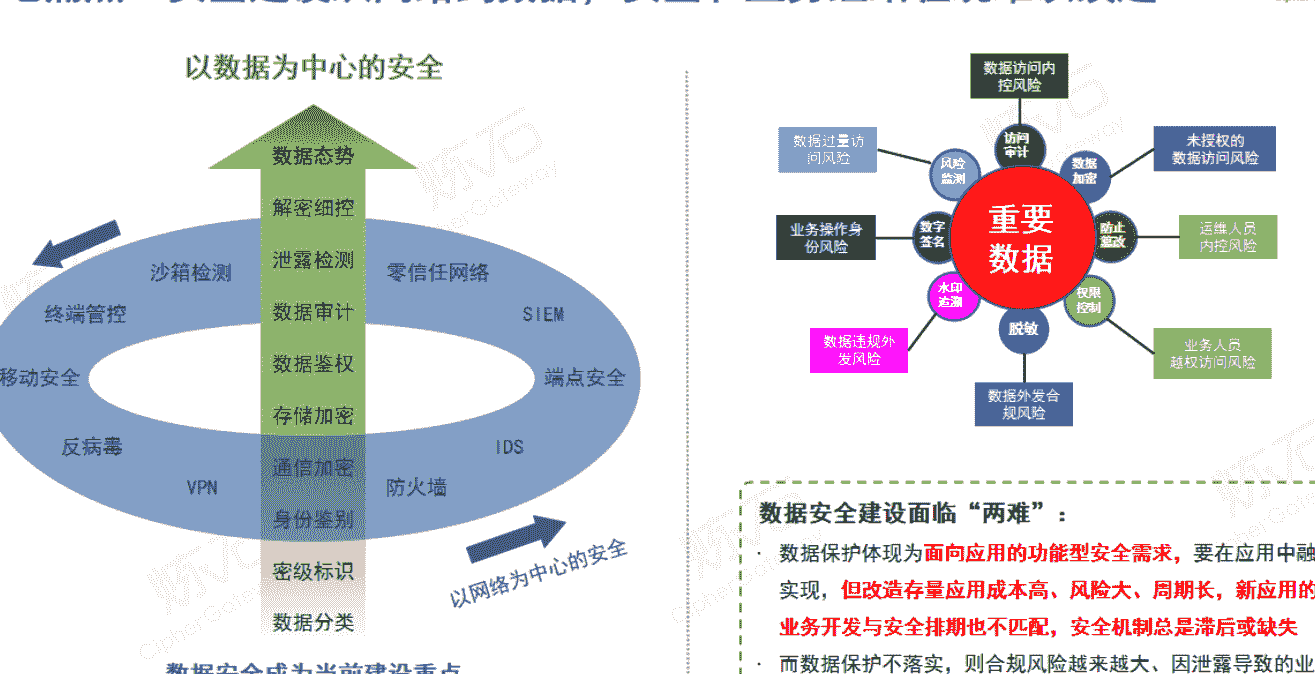 以数据为中心的安全
数据态势
解密细控
泄露检测
数据审计
数据鉴权
存储加密
通信加密
身份鉴别
密级标识
数据分类
沙箱检测
零信任网络
终端管控
SIEM
移动安全
端点安全
反病毒
IDS
VPN
防火墙
以网络为中心的安全
数据安全成为当前建设重点
数据访问内
控风险
数据过量访
问风险
未授权的
数据访问风险
业务操作身
份风险
运维人员
内控风险
数据违规外
发风险
业务人员
越权访问风险
数据外发合
规风险
访问
审计
风险
监测
数据
加密
数字
签名
防止
篡改
水印
追溯
权限
控制
脱敏
重要
数据
数据安全建设面临“两难”：
· 数据保护体现为面向应用的功能型安全需求，要在应用中融
实现，但改造存量应用成本高、风险大、周期长，新应用的
业务开发与安全排期也不匹配，安全机制总是滞后或缺失
· 而数据保护不落实，则合规风险越来越大、因泄露导致的业
炼石
CipherGateway